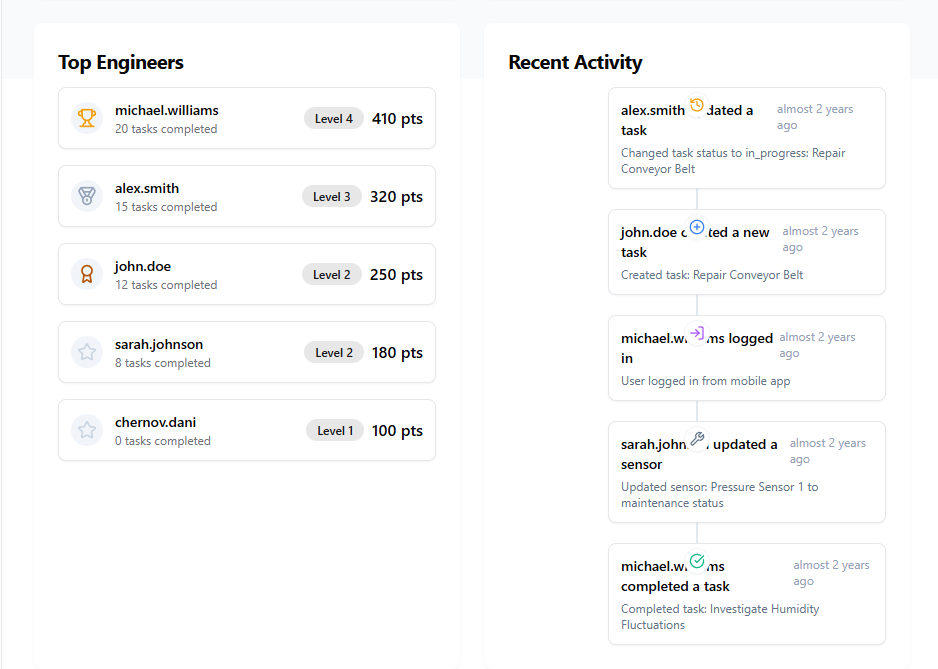 Top Engineers
michael.williams
20 tasks completed
Level 4
410 pts
alex.smith
15 tasks completed
Level 3
320 pts
john.doe
12 tasks completed
Level 2
250 pts
sarah.johnson
8 tasks completed
Level 2
180 pts
chernov.dani
0 tasks completed
Level 1
100 pts
Recent Activity
alex.smith dated a
task
almost 2 years
ago
Changed task status to in_progress: Repair
Conveyor Belt
john.doe ted a new
task
almost 2 years
ago
Created task: Repair Conveyor Belt
michael.w ms logged
in
almost 2 years
ago
User logged in from mobile app
sarah.john updated a
sensor
almost 2 years
ago
Updated sensor: Pressure Sensor 1 to
maintenance status
michael.w ms
completed a task
almost 2 years
ago
Completed task: Investigate Humidity
Fluctuations